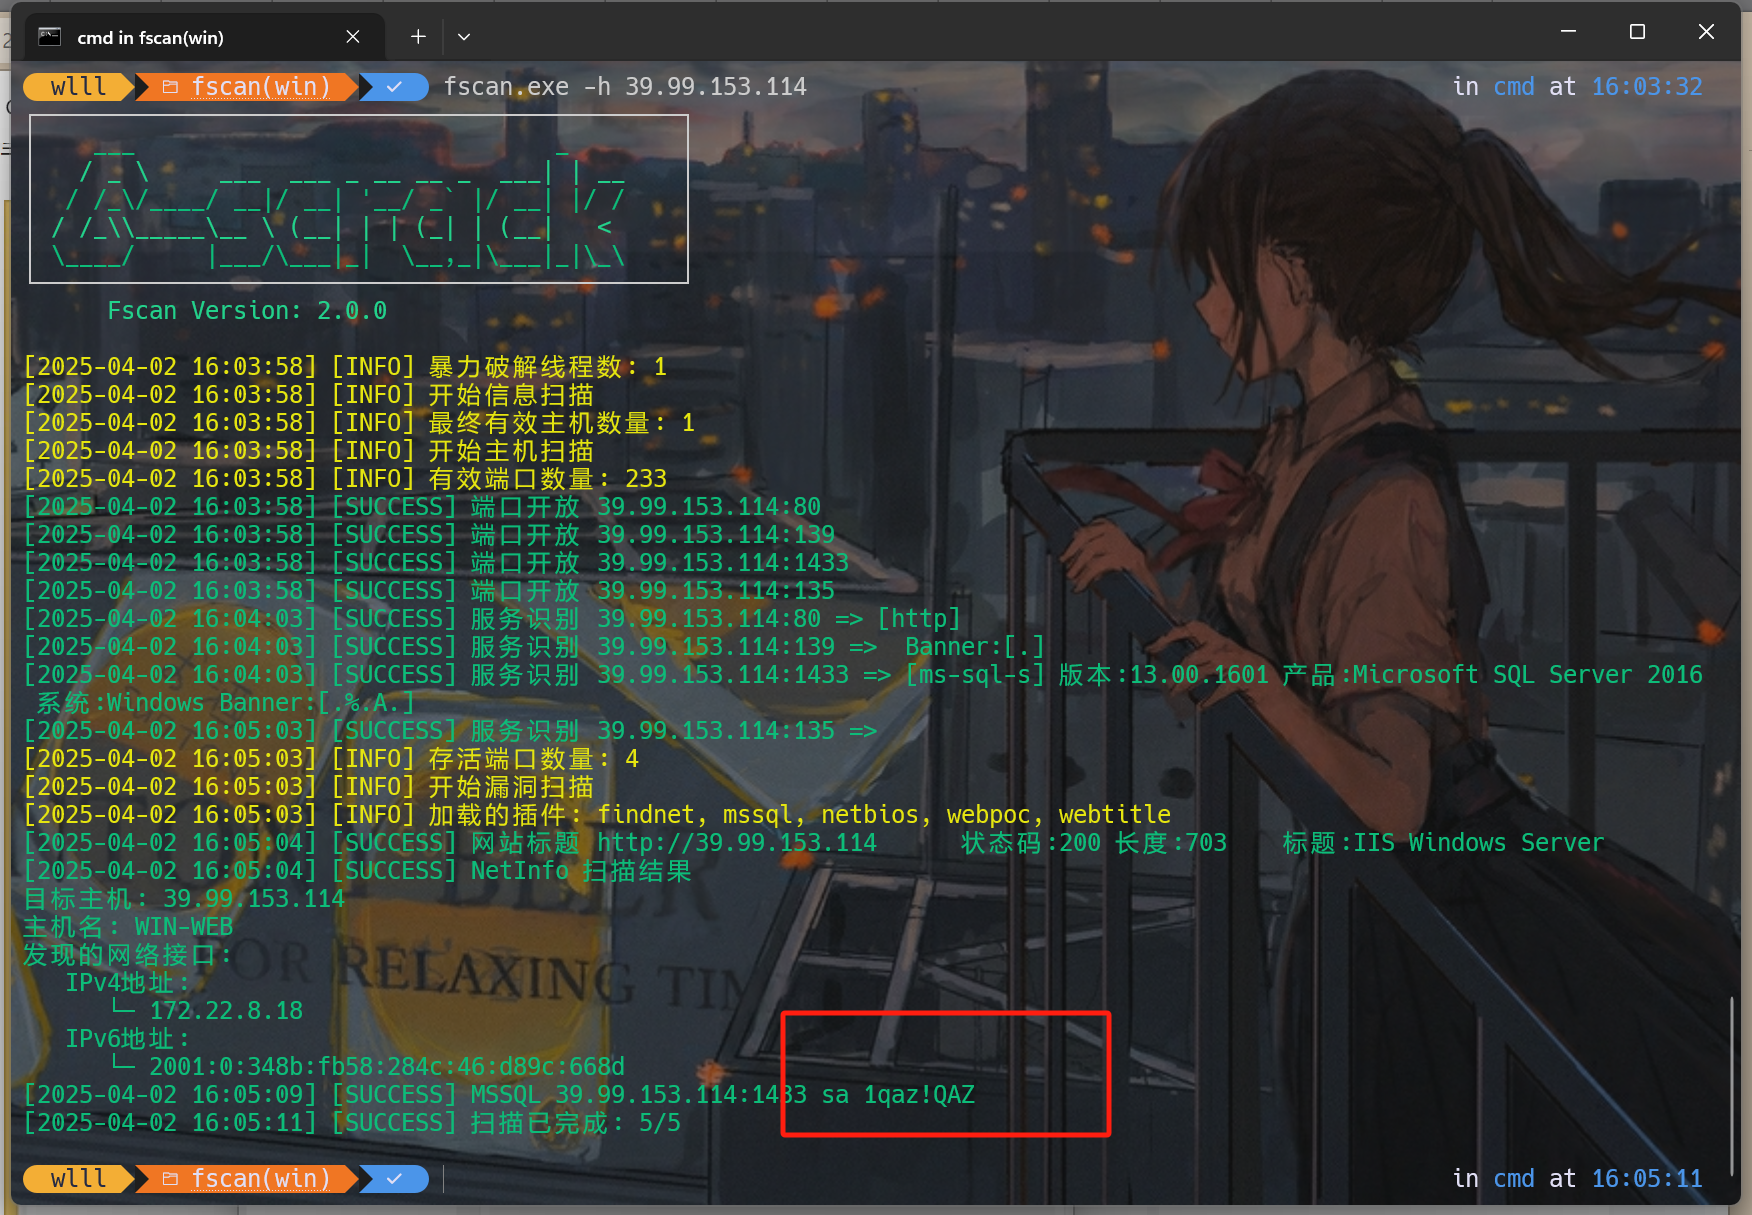 cmd in fscan(win)
wlll fscan(win) fscan.exe -h 39.99.153.114 in cmd at 16:03:32
Fscan Version: 2.0.0
[2025-04-02 16:03:58] [INFO] 暴力破解线程数: 1
[2025-04-02 16:03:58] [INFO] 开始信息扫描
[2025-04-02 16:03:58] [INFO] 最终有效主机数量: 1
[2025-04-02 16:03:58] [INFO] 开始主机扫描
[2025-04-02 16:03:58] [INFO] 有效端口数量: 233
[2025-04-02 16:03:58] [SUCCESS] 端口开放 39.99.153.114:80
[2025-04-02 16:03:58] [SUCCESS] 端口开放 39.99.153.114:139
[2025-04-02 16:03:58] [SUCCESS] 端口开放 39.99.153.114:1433
[2025-04-02 16:03:58] [SUCCESS] 端口开放 39.99.153.114:135
[2025-04-02 16:04:03] [SUCCESS] 服务识别 39.99.153.114:80 => [http]
[2025-04-02 16:04:03] [SUCCESS] 服务识别 39.99.153.114:139 =>  Banner:[.]
[2025-04-02 16:04:03] [SUCCESS] 服务识别 39.99.153.114:1433 => [ms-sql-s] 版本:13.00.1601 产品:Microsoft SQL Server 2016
系统:Windows Banner:[.%.A.]
[2025-04-02 16:05:03] [SUCCESS] 服务识别 39.99.153.114:135 =>
[2025-04-02 16:05:03] [INFO] 存活端口数量: 4
[2025-04-02 16:05:03] [INFO] 开始漏洞扫描
[2025-04-02 16:05:03] [INFO] 加载的插件: findnet, mssql, netbios, webpoc, webtitle
[2025-04-02 16:05:04] [SUCCESS] 网站标题 http://39.99.153.114 状态码:200 长度:703 标题:IIS Windows Server
[2025-04-02 16:05:04] [SUCCESS] NetInfo 扫描结果
目标主机: 39.99.153.114
主机名: WIN-WEB
发现的网络接口:
IPv4地址:
└─ 172.22.8.18
IPv6地址:
└─ 2001:0:348b:fb58:284c:46:d89c:668d
[2025-04-02 16:05:09] [SUCCESS] MSSQL 39.99.153.114:1433 sa 1qaz!QAZ
[2025-04-02 16:05:11] [SUCCESS] 扫描已完成: 5/5
wlll fscan(win) in cmd at 16:05:11
FOR RELAXING